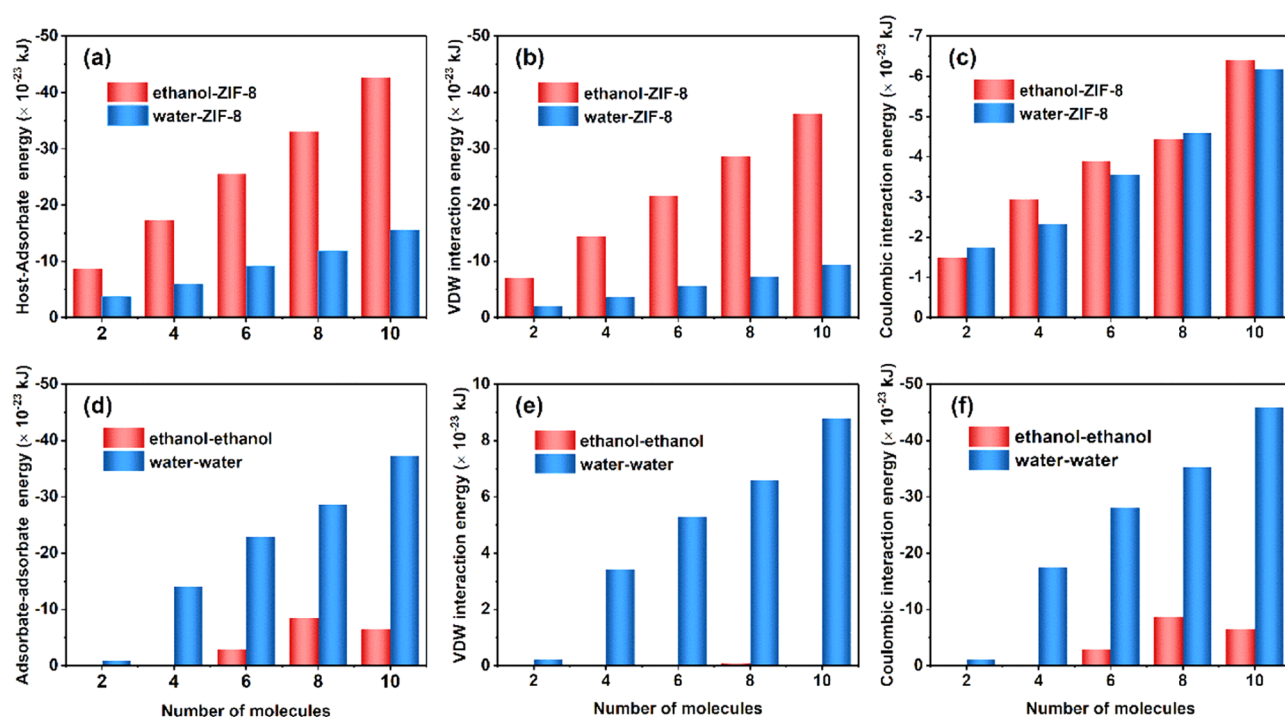 (a)
ethanol-ZIF-8
water-ZIF-8
Host-Adsorbate energy (× 10⁻²³ kJ)
-50
-40
-30
-20
-10
0
2 4 6 8 10
(b)
ethanol-ZIF-8
water-ZIF-8
VDW interaction energy (× 10⁻²³ kJ)
-50
-40
-30
-20
-10
0
2 4 6 8 10
(c)
ethanol-ZIF-8
water-ZIF-8
Coulombic interaction energy (× 10⁻²³ kJ)
-7
-6
-5
-4
-3
-2
-1
0
2 4 6 8 10
(d)
ethanol-ethanol
water-water
Adsorbate-adsorbate energy (× 10⁻²³ kJ)
-50
-40
-30
-20
-10
0
2 4 6 8 10
Number of molecules
(e)
ethanol-ethanol
water-water
VDW interaction energy (× 10⁻²³ kJ)
10
8
6
4
2
0
2 4 6 8 10
Number of molecules
(f)
ethanol-ethanol
water-water
Coulombic interaction energy (× 10⁻²³ kJ)
-50
-40
-30
-20
-10
0
2 4 6 8 10
Number of molecules